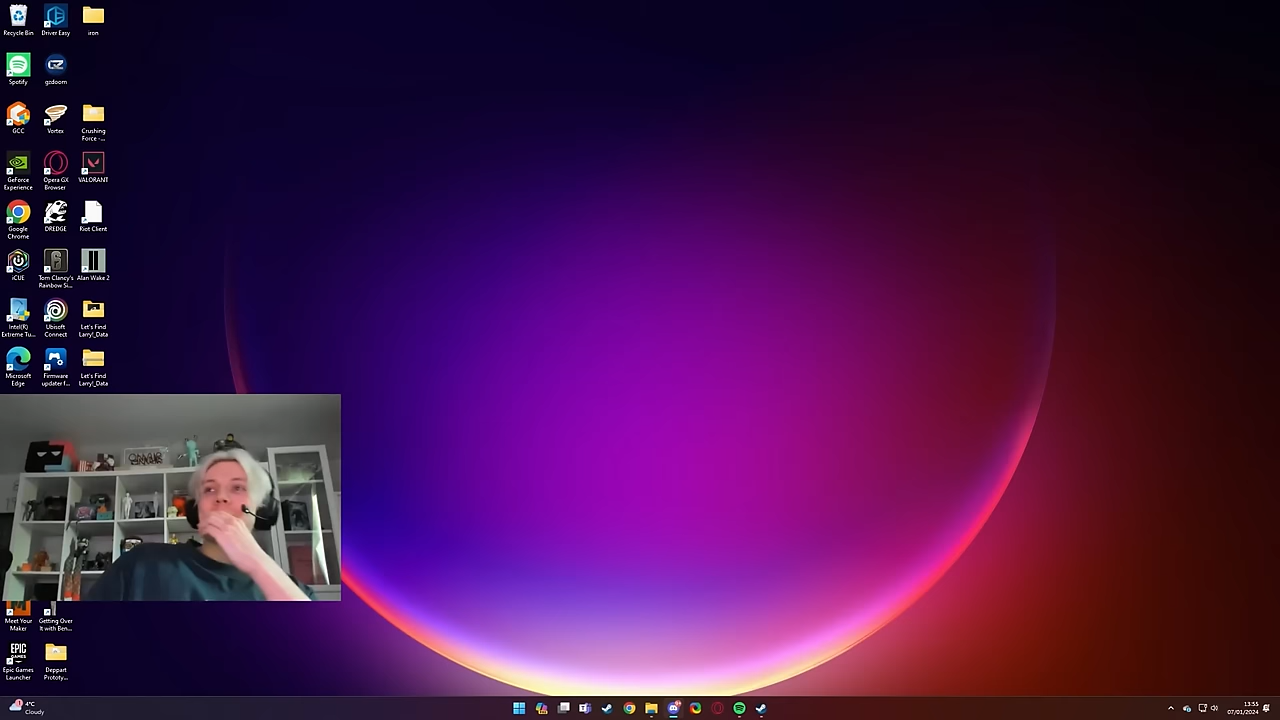 Recycle Bin
Driver Easy
iron
Spotify
gzdoom
GCC
Vortex
Crushing
Force -...
GeForce
Experience
Opera GX
Browser
VALORANT
Google
Chrome
DREDGE
Riot Client
iCUE
Tom Clancy's
Rainbow Si...
Alan Wake 2
Intel(R)
Extreme Tu...
Ubisoft
Connect
Let's Find
Larry!_Data
Microsoft
Edge
Firmware
updater f...
Let's Find
Larry!_Data
Meet Your
Maker
Getting Over
It with Ben...
EPIC
GAMES
Epic Games
Launcher
Deppart
Prototy...
4°C
Cloudy
13:55
07/01/2024